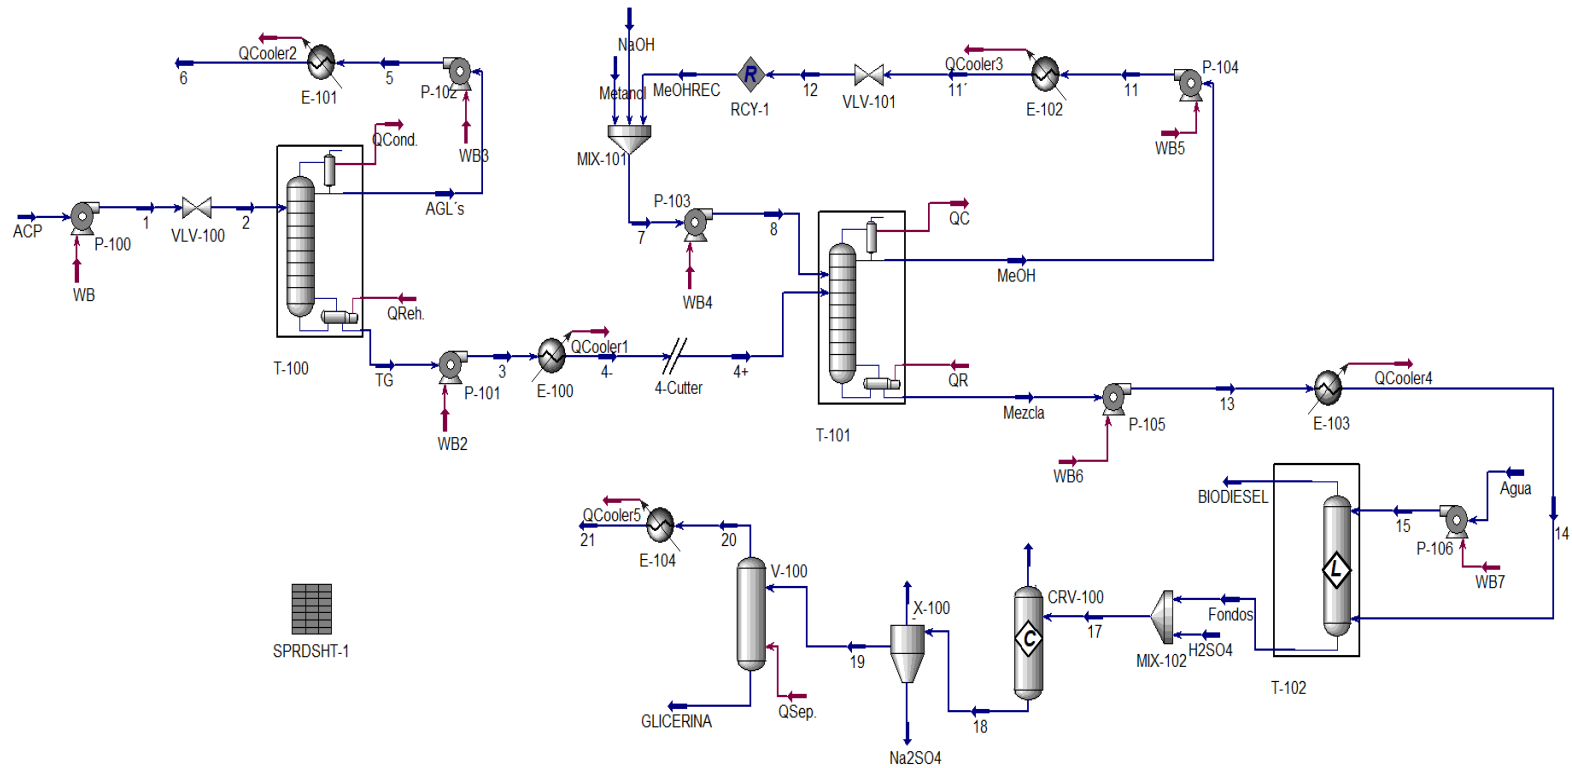 NaOH
QCooler2
6
5
E-101
P-102
WB3
QCond.
AGL´s
ACP
P-100
1
VLV-100
2
WB
QReh.
T-100
TG
P-101
WB2
3
E-100
QCooler1
4-
4-Cutter
4+
Metanol
MIX-101
MeOHREC
RCY-1
R
12
VLV-101
QCooler3
11´
E-102
11
P-104
WB5
P-103
7
8
WB4
QC
MeOH
QR
T-101
Mezcla
P-105
WB6
13
QCooler4
E-103
14
BIODIESEL
Agua
15
P-106
WB7
L
T-102
Fondos
H2SO4
MIX-102
17
CRV-100
C
18
X-100
19
Na2SO4
V-100
20
E-104
QCooler5
21
QSep.
GLICERINA
SPRDSHT-1